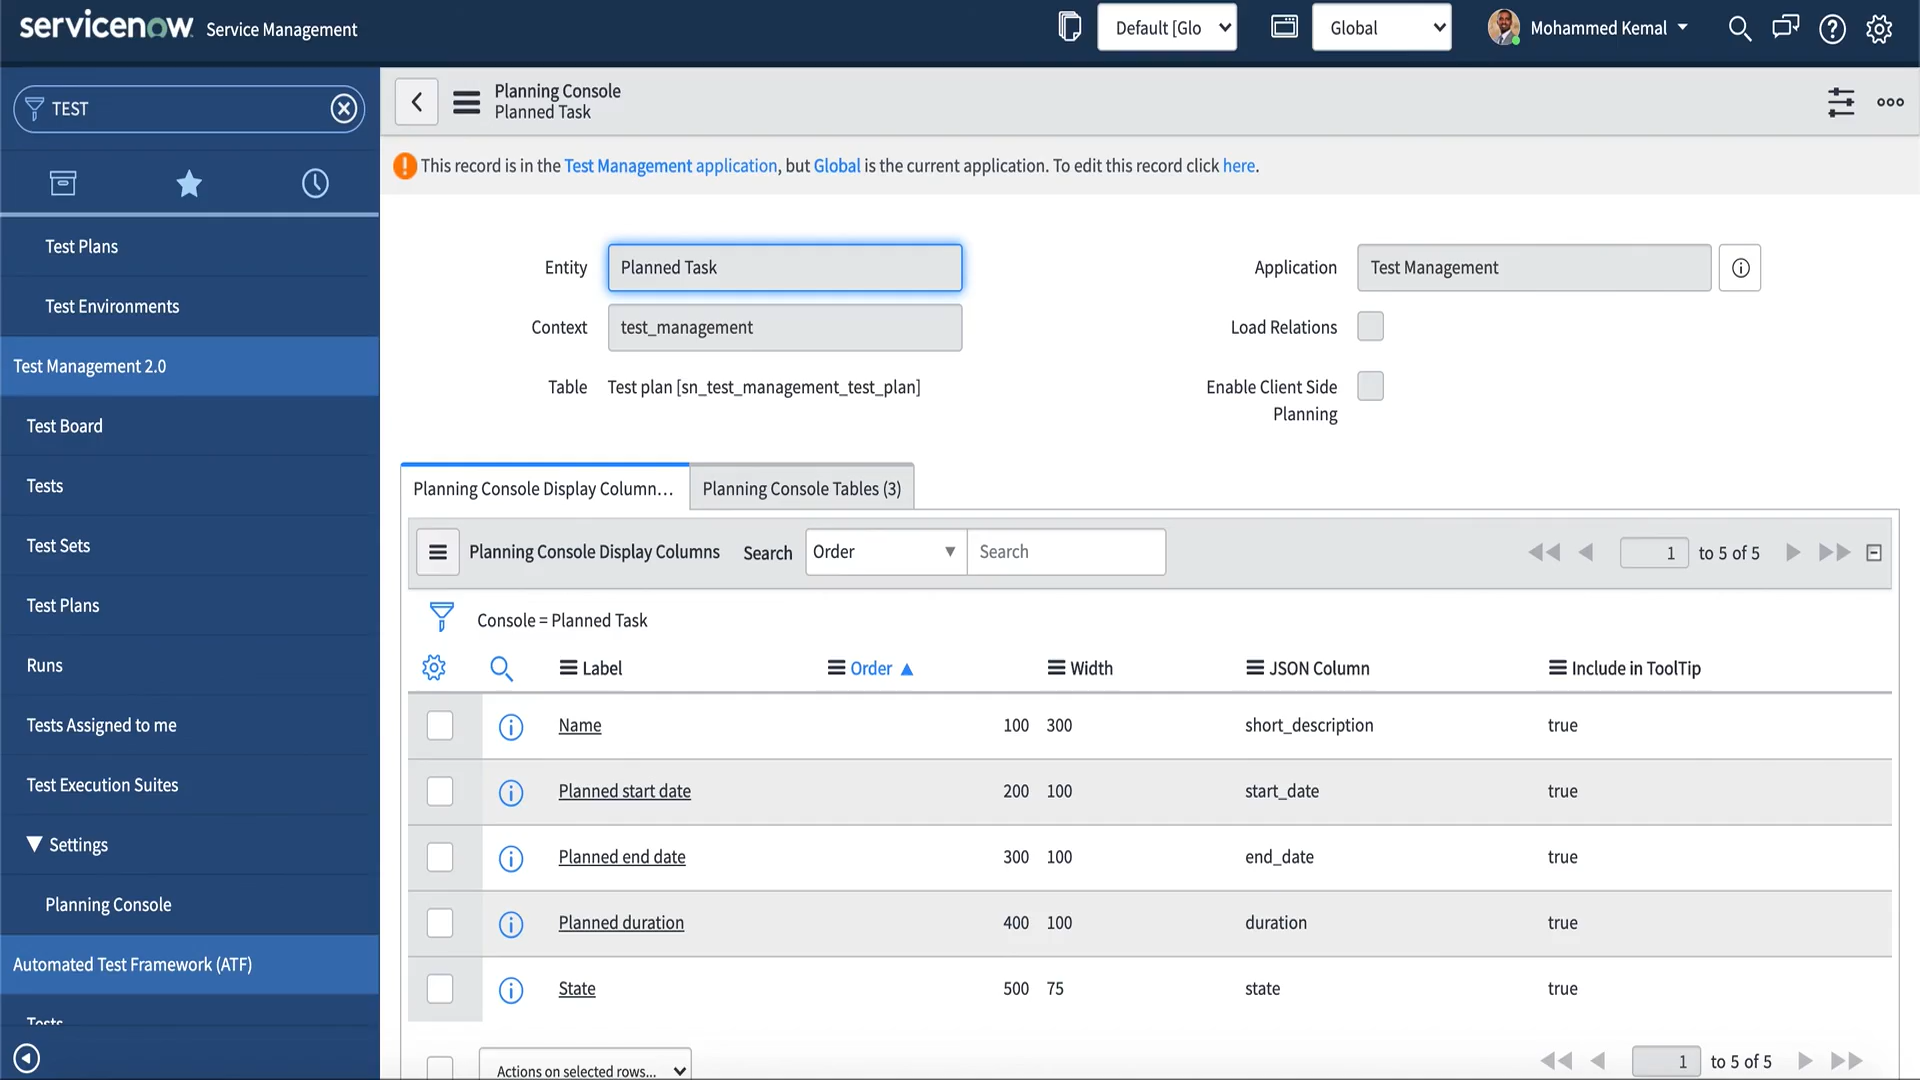 servicenow Service Management
Default [Glo
Global
Mohammed Kemal
TEST
Planning Console
Planned Task
This record is in the Test Management application, but Global is the current application. To edit this record click here.
Test Plans
Test Environments
Test Management 2.0
Test Board
Tests
Test Sets
Test Plans
Runs
Tests Assigned to me
Test Execution Suites
Settings
Planning Console
Automated Test Framework (ATF)
Tests
Entity Planned Task
Application Test Management
Context test_management
Load Relations
Table Test plan [sn_test_management_test_plan]
Enable Client Side
Planning
Planning Console Display Column...
Planning Console Tables (3)
Planning Console Display Columns Search Order Search 1 to 5 of 5
Console = Planned Task
Label Order Width JSON Column Include in ToolTip
Name 100 300 short_description true
Planned start date 200 100 start_date true
Planned end date 300 100 end_date true
Planned duration 400 100 duration true
State 500 75 state true
Actions on selected rows... 1 to 5 of 5